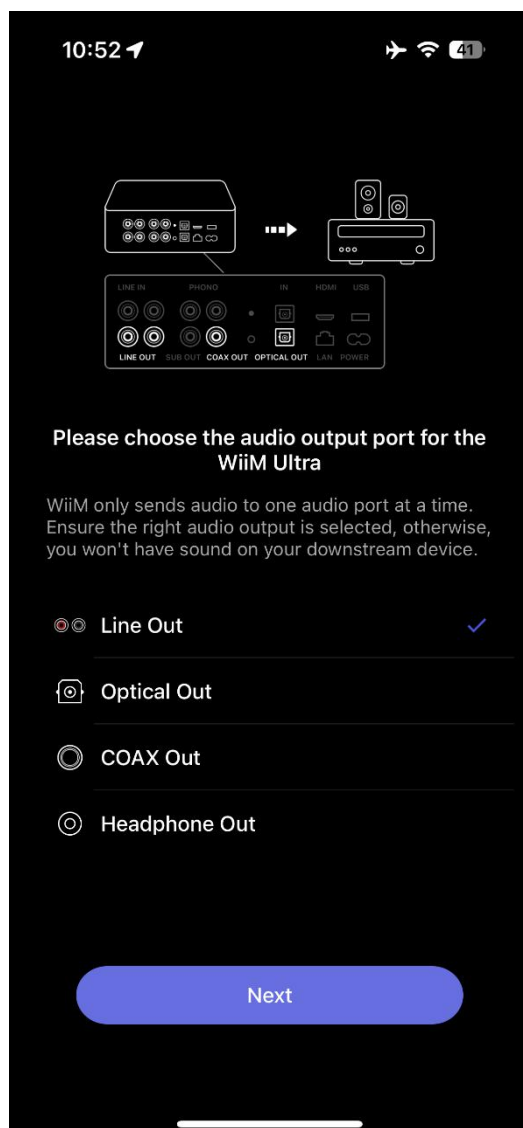 10:52
41
LINE IN PHONO IN HDMI USB
LINE OUT SUB OUT COAX OUT OPTICAL OUT LAN POWER
Please choose the audio output port for the
WiiM Ultra
WiiM only sends audio to one audio port at a time.
Ensure the right audio output is selected, otherwise,
you won't have sound on your downstream device.
Line Out
Optical Out
COAX Out
Headphone Out
Next